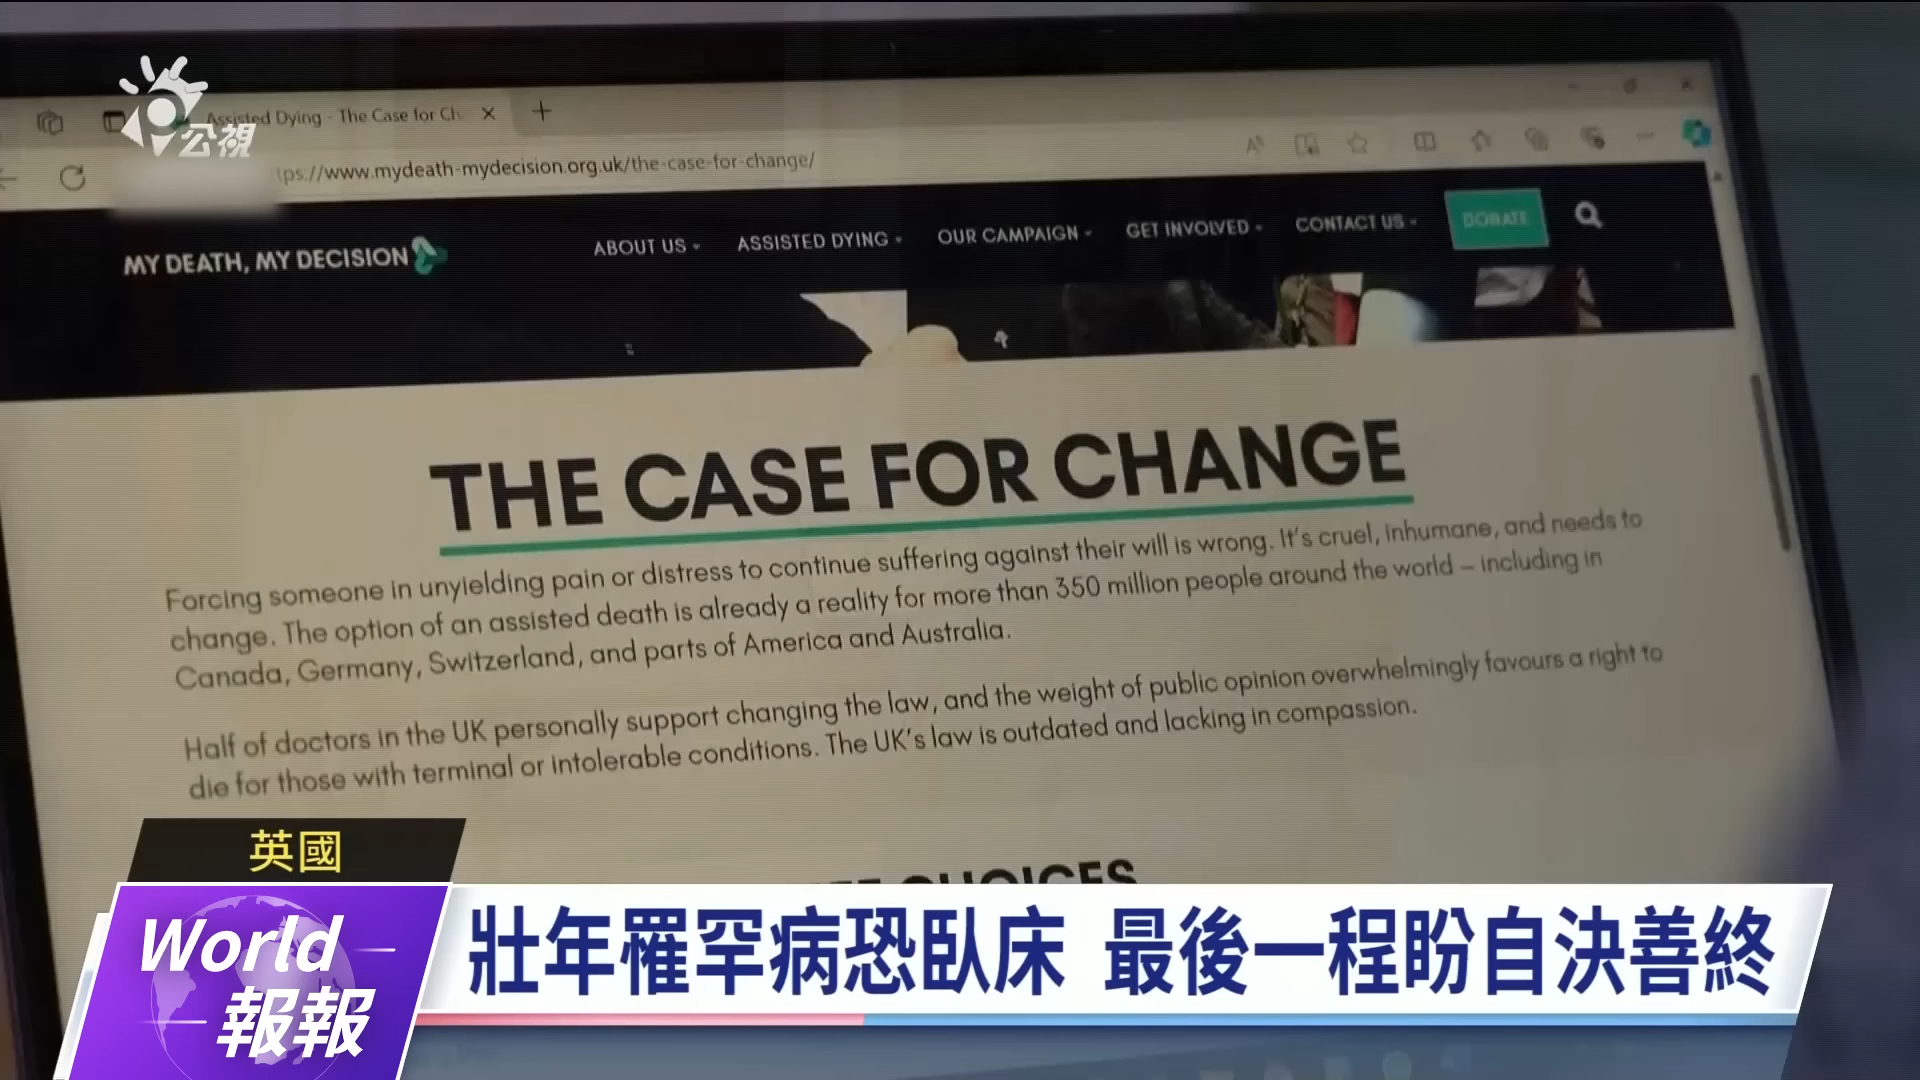 公視
Assisted Dying - The Case for Ch
tps://www.mydeath-mydecision.org.uk/the-case-for-change/
MY DEATH, MY DECISION
ABOUT US
ASSISTED DYING
OUR CAMPAIGN
GET INVOLVED
CONTACT US
DONATE
THE CASE FOR CHANGE
Forcing someone in unyielding pain or distress to continue suffering against their will is wrong. It's cruel, inhumane, and needs to
change. The option of an assisted death is already a reality for more than 350 million people around the world – including in
Canada, Germany, Switzerland, and parts of America and Australia.
Half of doctors in the UK personally support changing the law, and the weight of public opinion overwhelmingly favours a right to
die for those with terminal or intolerable conditions. The UK's law is outdated and lacking in compassion.
CHOICES
英國
World
報報
壯年罹罕病恐臥床 最後一程盼自決善終